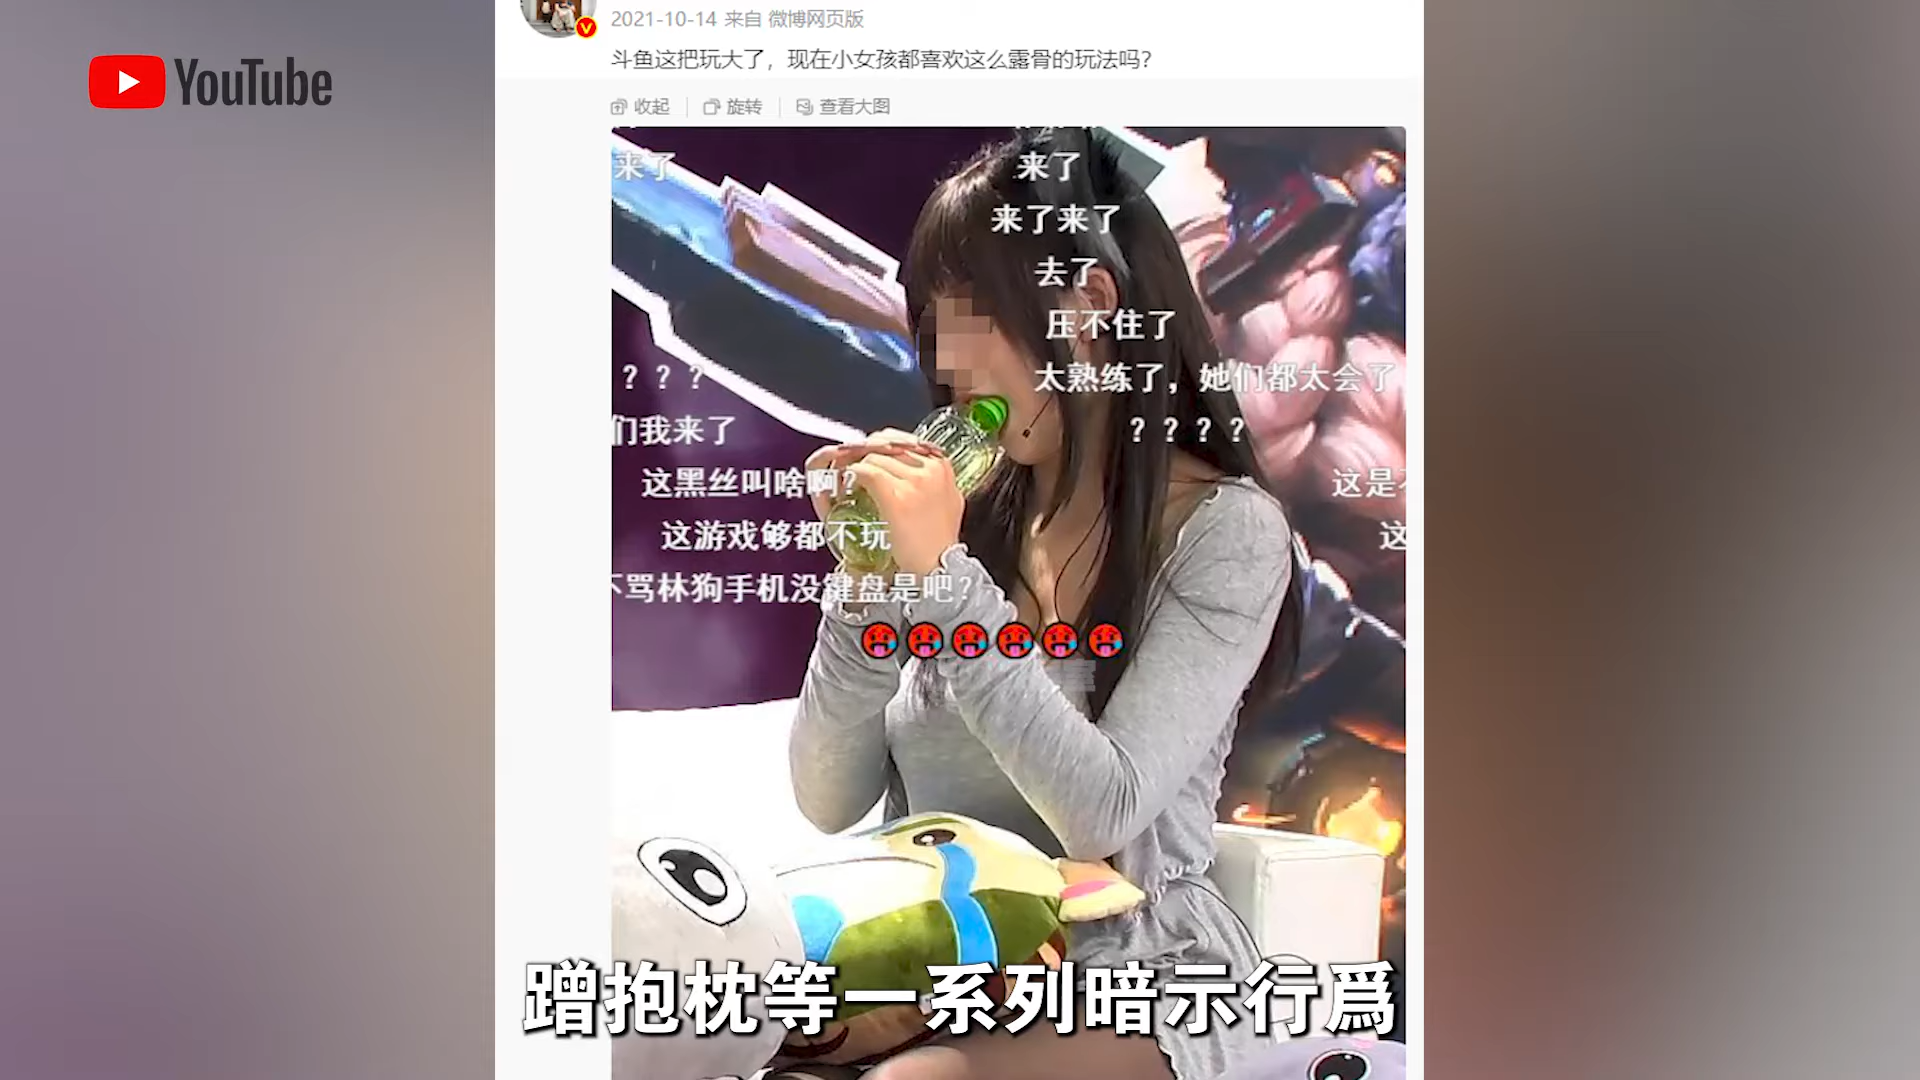 YouTube
2021-10-14 来自 微博网页版
斗鱼这把玩大了，现在小女孩都喜欢这么露骨的玩法吗？
收起 旋转 查看大图
来了 来了
来了来了
去了
压不住了
？？？ 太熟练了，她们都太会了
们我来了 ？？？？
这黑丝叫啥啊？ 这是
这游戏够都不玩 这
不骂林狗手机没键盘是吧？
蹭抱枕等一系列暗示行爲